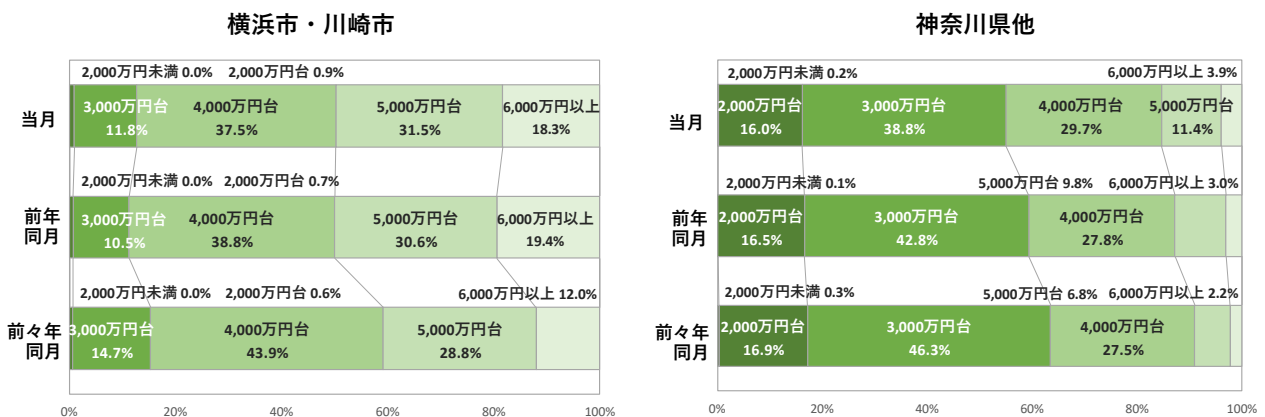 横浜市・川崎市
2,000万円未満 0.0% 2,000万円台 0.9%
当月
3,000万円台
11.8%
4,000万円台
37.5%
5,000万円台
31.5%
6,000万円以上
18.3%
2,000万円未満 0.0% 2,000万円台 0.7%
前年
同月
3,000万円台
10.5%
4,000万円台
38.8%
5,000万円台
30.6%
6,000万円以上
19.4%
2,000万円未満 0.0% 2,000万円台 0.6% 6,000万円以上 12.0%
前々年
同月
3,000万円台
14.7%
4,000万円台
43.9%
5,000万円台
28.8%
0% 20% 40% 60% 80% 100%
神奈川県他
2,000万円未満 0.2% 6,000万円以上 3.9%
当月
2,000万円台
16.0%
3,000万円台
38.8%
4,000万円台
29.7%
5,000万円台
11.4%
2,000万円未満 0.1% 5,000万円台 9.8% 6,000万円以上 3.0%
前年
同月
2,000万円台
16.5%
3,000万円台
42.8%
4,000万円台
27.8%
2,000万円未満 0.3% 5,000万円台 6.8% 6,000万円以上 2.2%
前々年
同月
2,000万円台
16.9%
3,000万円台
46.3%
4,000万円台
27.5%
0% 20% 40% 60% 80% 100%